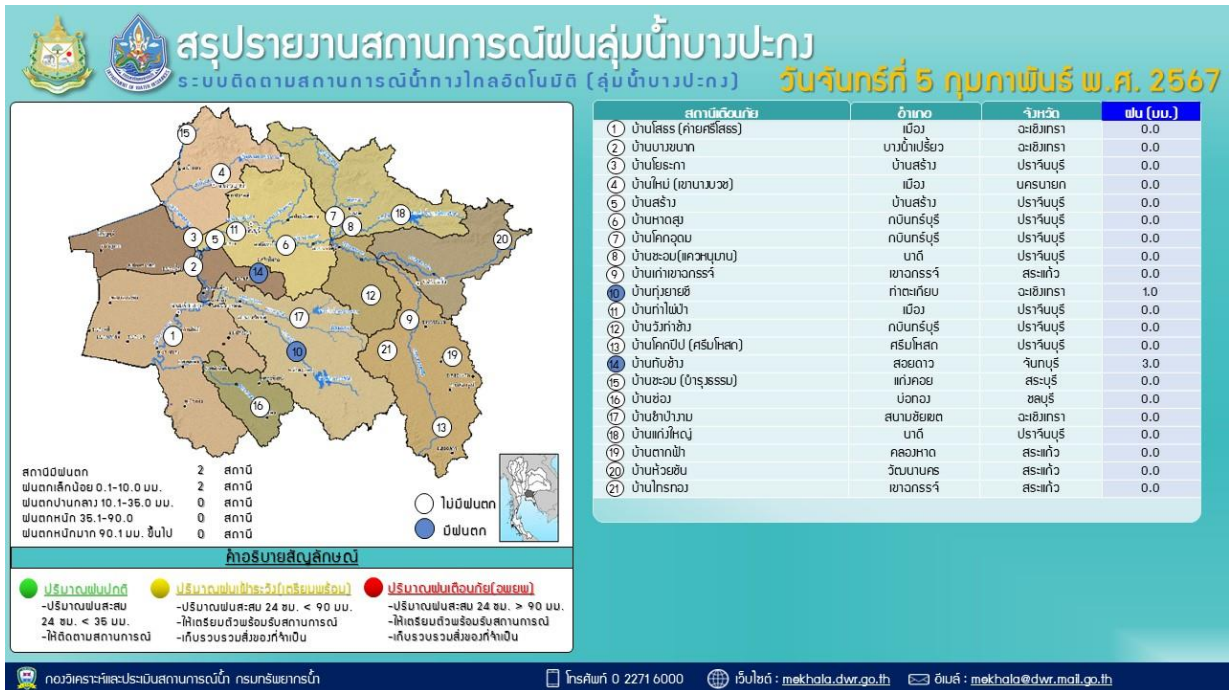 สรุปรายงานสถานการณ์ฝนลุ่มน้ำบางปะกง
ระบบติดตามสถานการณ์น้ำทางไกลอัตโนมัติ (ลุ่มน้ำบางปะกง)
วันจันทร์ที่ 5 กุมภาพันธ์ พ.ศ. 2567
สถานีเตือนภัย อำเภอ จังหวัด ฝน (มม.)
1 บ้านโสธร (ค่ายศรีโสธร) เมือง ฉะเชิงเทรา 0.0
2 บ้านบางขนาก บางน้ำเปรี้ยว ฉะเชิงเทรา 0.0
3 บ้านโยธะกา บ้านสร้าง ปราจีนบุรี 0.0
4 บ้านใหม่ (เขานางบวช) เมือง นครนายก 0.0
5 บ้านสร้าง บ้านสร้าง ปราจีนบุรี 0.0
6 บ้านหาดสูง กบินทร์บุรี ปราจีนบุรี 0.0
7 บ้านโคกอุดม กบินทร์บุรี ปราจีนบุรี 0.0
8 บ้านชะอม(แควหนุมาน) นาดี ปราจีนบุรี 0.0
9 บ้านเก่าเขาฉกรรจ์ เขาฉกรรจ์ สระแก้ว 0.0
10 บ้านทุ่งยายชี ท่าตะเกียบ ฉะเชิงเทรา 1.0
11 บ้านท่าไผ่ป่า เมือง ปราจีนบุรี 0.0
12 บ้านวังท่าช้าง กบินทร์บุรี ปราจีนบุรี 0.0
13 บ้านโคกปีป (ศรีมโหสถ) ศรีมโหสถ ปราจีนบุรี 0.0
14 บ้านทับช้าง สอยดาว จันทบุรี 3.0
15 บ้านชะอม (บำรุงธรรม) แก่งคอย สระบุรี 0.0
16 บ้านช่อง บ่อทอง ชลบุรี 0.0
17 บ้านชำป่างาม สนามชัยเขต ฉะเชิงเทรา 0.0
18 บ้านแก่งใหญ่ นาดี ปราจีนบุรี 0.0
19 บ้านตากฟ้า คลองหาด สระแก้ว 0.0
20 บ้านห้วยชัน วัฒนานคร สระแก้ว 0.0
21 บ้านไทรทอง เขาฉกรรจ์ สระแก้ว 0.0
15
4
7
18
8
3
5
11
6
20
2
14
12
17
9
1
10
21
19
16
13
สถานีมีฝนตก 2 สถานี
ฝนตกเล็กน้อย 0.1-10.0 มม. 2 สถานี
ฝนตกปานกลาง 10.1-35.0 มม. 0 สถานี
ฝนตกหนัก 35.1-90.0 0 สถานี
ฝนตกหนักมาก 90.1 มม. ขึ้นไป 0 สถานี
ไม่มีฝนตก
มีฝนตก
คำอธิบายสัญลักษณ์
ปริมาณฝนปกติ
-ปริมาณฝนสะสม
24 ชม. < 35 มม.
-ให้ติดตามสถานการณ์
ปริมาณฝนเฝ้าระวัง(เตรียมพร้อม)
-ปริมาณฝนสะสม 24 ชม. < 90 มม.
-ให้เตรียมตัวพร้อมรับสถานการณ์
-เก็บรวบรวมสิ่งของที่จำเป็น
ปริมาณฝนเตือนภัย(อพยพ)
-ปริมาณฝนสะสม 24 ชม. > 90 มม.
-ให้เตรียมตัวพร้อมรับสถานการณ์
-เก็บรวบรวมสิ่งของที่จำเป็น
กองวิเคราะห์และประเมินสถานการณ์น้ำ กรมทรัพยากรน้ำ
โทรศัพท์ 0 2271 6000
เว็บไซต์ : mekhala.dwr.go.th
อีเมล์ : mekhala@dwr.mail.go.th